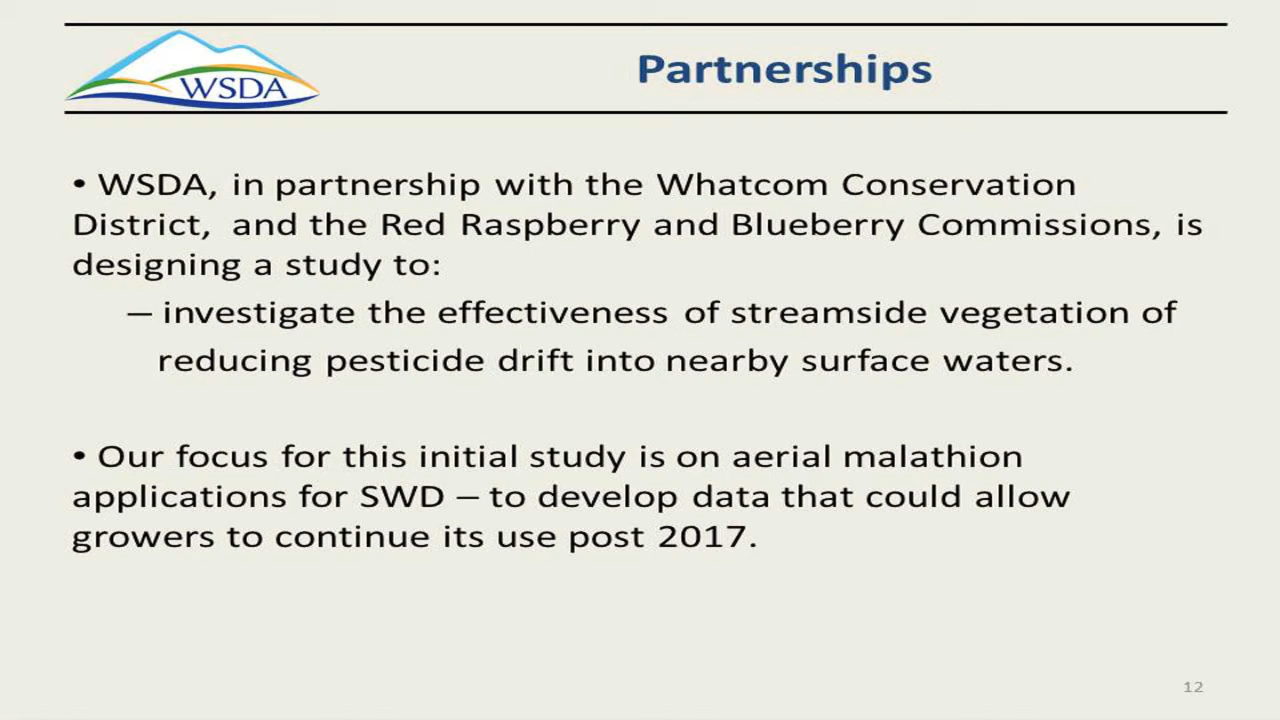 WSDA
Partnerships
• WSDA, in partnership with the Whatcom Conservation
District, and the Red Raspberry and Blueberry Commissions, is
designing a study to:
– investigate the effectiveness of streamside vegetation of
reducing pesticide drift into nearby surface waters.
• Our focus for this initial study is on aerial malathion
applications for SWD – to develop data that could allow
growers to continue its use post 2017.
12